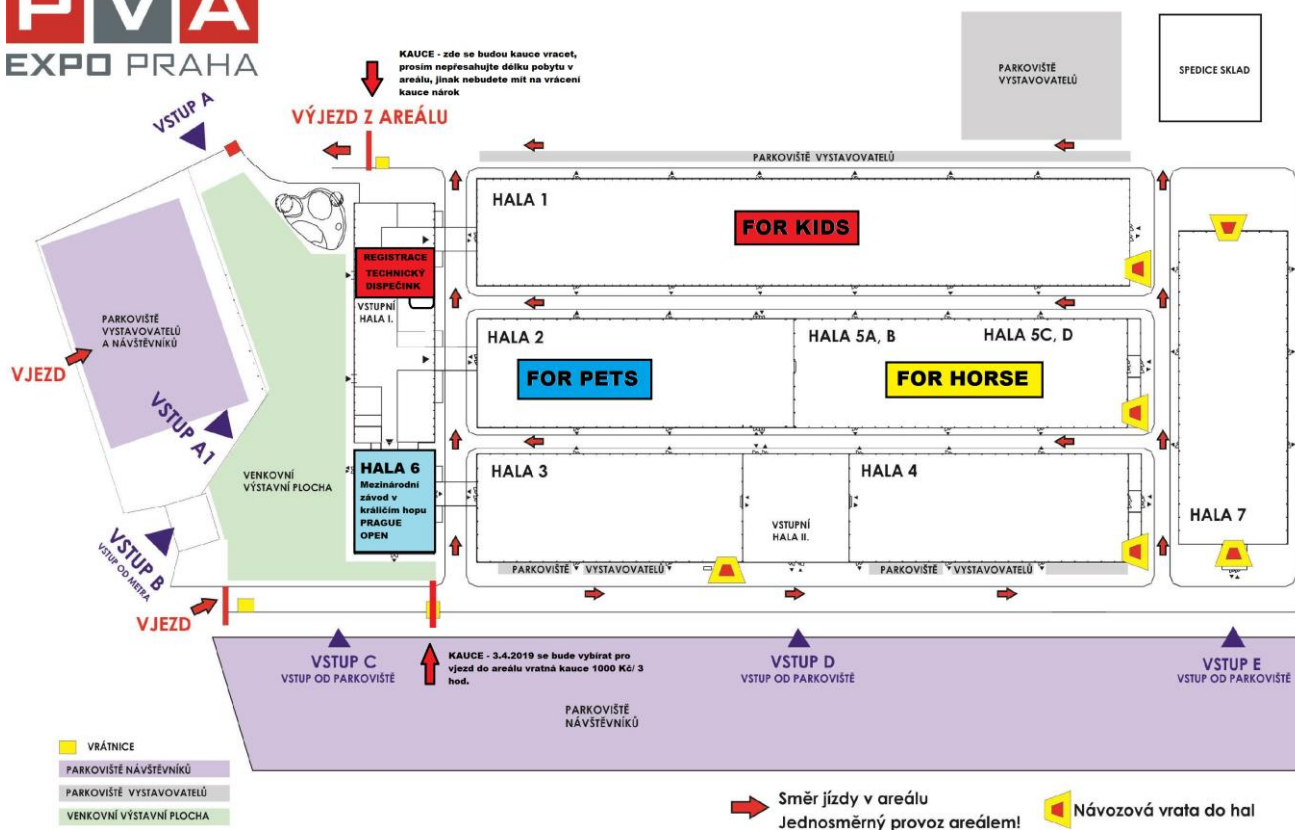 PVA
EXPO PRAHA
KAUCE - zde se budou kauce vracet,
prosím nepřesahujte délku pobytu v
areálu, jinak nebudete mít na vrácení
kauce nárok
VSTUP A
VÝJEZD Z AREÁLU
PARKOVIŠTĚ
VYSTAVOVATELŮ
SPEDICE SKLAD
PARKOVIŠTĚ VYSTAVOVATELŮ
HALA 1
FOR KIDS
REGISTRACE
TECHNICKÝ
DISPEČINK
VSTUPNÍ
HALA I.
PARKOVIŠTĚ
VYSTAVOVATELŮ
A NÁVŠTĚVNÍKŮ
VJEZD
HALA 2
FOR PETS
HALA 5A, B
HALA 5C, D
FOR HORSE
VSTUP A1
VENKOVNÍ
VÝSTAVNÍ PLOCHA
HALA 6
Mezinárodní
závod v
králičím hopu
PRAGUE
OPEN
HALA 3
VSTUPNÍ
HALA II.
HALA 4
HALA 7
VSTUP B
VSTUP OD METRA
PARKOVIŠTĚ VYSTAVOVATELŮ
PARKOVIŠTĚ VYSTAVOVATELŮ
VJEZD
VSTUP C
VSTUP OD PARKOVIŠTĚ
KAUCE - 3.4.2019 se bude vybírat pro
vjezd do areálu vratná kauce 1000 Kč/ 3
hod.
VSTUP D
VSTUP OD PARKOVIŠTĚ
VSTUP E
VSTUP OD PARKOVIŠTĚ
PARKOVIŠTĚ
NÁVŠTĚVNÍKŮ
VRÁTNICE
PARKOVIŠTĚ NÁVŠTĚVNÍKŮ
PARKOVIŠTĚ VYSTAVOVATELŮ
VENKOVNÍ VÝSTAVNÍ PLOCHA
Směr jízdy v areálu
Jednosměrný provoz areálem!
Návozová vrata do hal